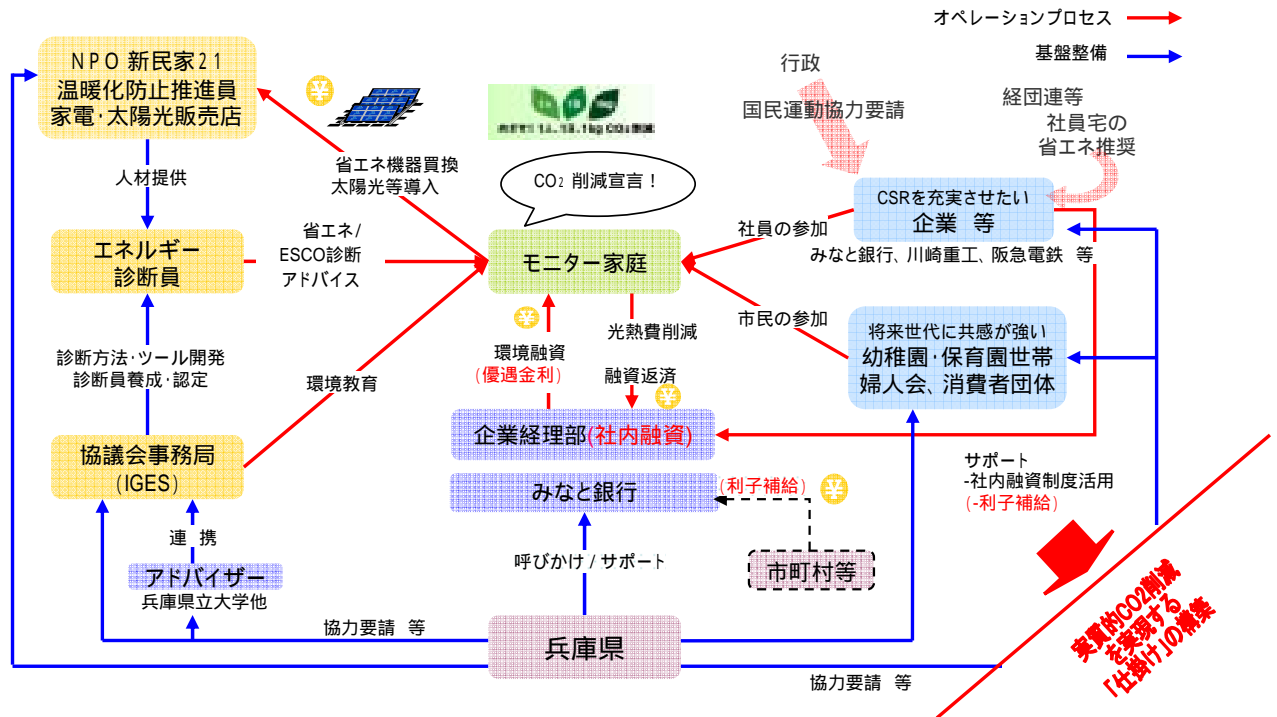 オペレーションプロセス
基盤整備
NPO 新民家21
温暖化防止推進員
家電・太陽光販売店
行政
国民運動協力要請
経団連等
社員宅の
省エネ推奨
省エネ機器買換
太陽光等導入
CO2 削減宣言！
人材提供
CSRを充実させたい
企業 等
社員の参加
みなと銀行、川崎重工、阪急電鉄 等
エネルギー
診断員
省エネ/
ESCO診断
アドバイス
モニター家庭
市民の参加
将来世代に共感が強い
幼稚園・保育園世帯
婦人会、消費者団体
光熱費削減
環境融資
(優遇金利)
融資返済
診断方法・ツール開発
診断員養成・認定
環境教育
企業経理部(社内融資)
協議会事務局
(IGES)
みなと銀行
(利子補給)
サポート
-社内融資制度活用
(-利子補給)
連 携
アドバイザー
兵庫県立大学他
呼びかけ / サポート
市町村等
協力要請 等
兵庫県
協力要請 等
実質的CO2削減
を実現する
「仕掛け」の構築